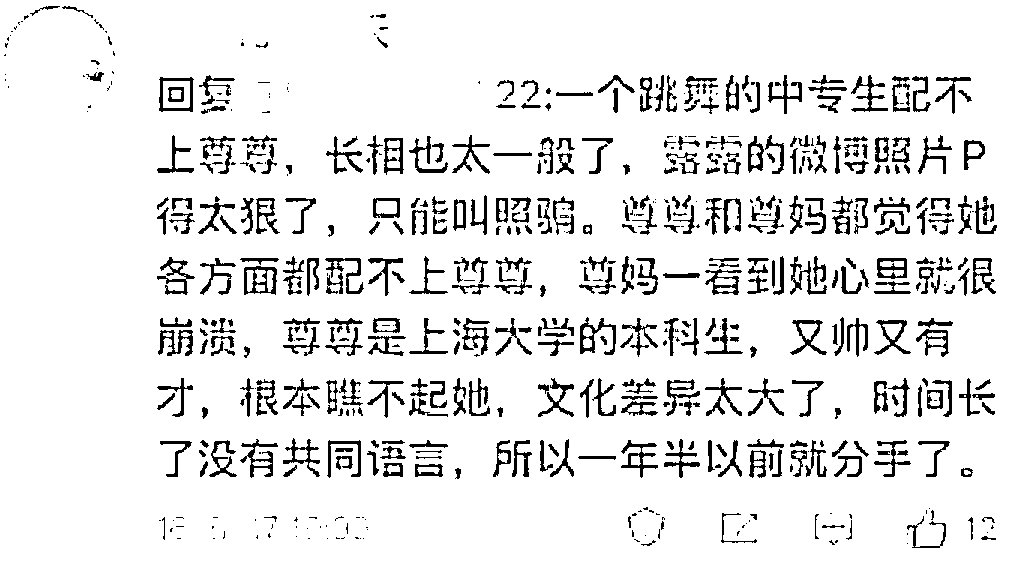 回复 22:一个跳舞的中专生配不
上尊尊，长相也太一般了，露露的微博照片P
得太狠了，只能叫照骗。尊尊和尊妈都觉得她
各方面都配不上尊尊，尊妈一看到她心里就很
崩溃，尊尊是上海大学的本科生，又帅又有
才，根本瞧不起她，文化差异太大了，时间长
了没有共同语言，所以一年半以前就分手了。
12